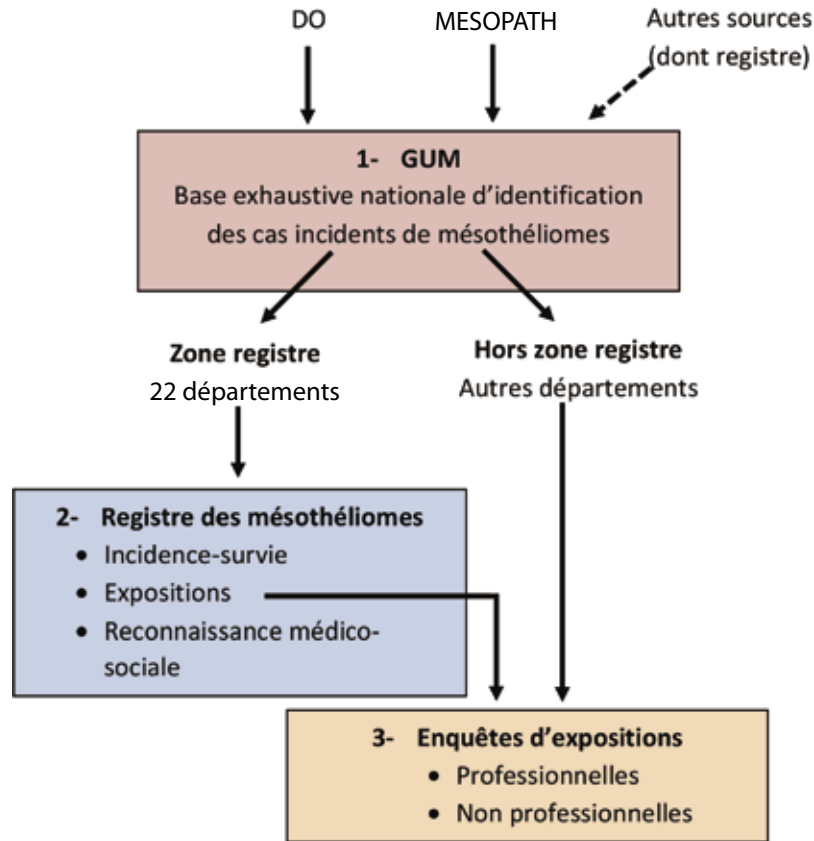 DO
MESOPATH
Autres sources
(dont registre)
1- GUM
Base exhaustive nationale d'identification
des cas incidents de mésothéliomes
Zone registre
22 départements
Hors zone registre
Autres départements
2- Registre des mésothéliomes
• Incidence-survie
• Expositions
• Reconnaissance médico-
sociale
3- Enquêtes d'expositions
• Professionnelles
• Non professionnelles